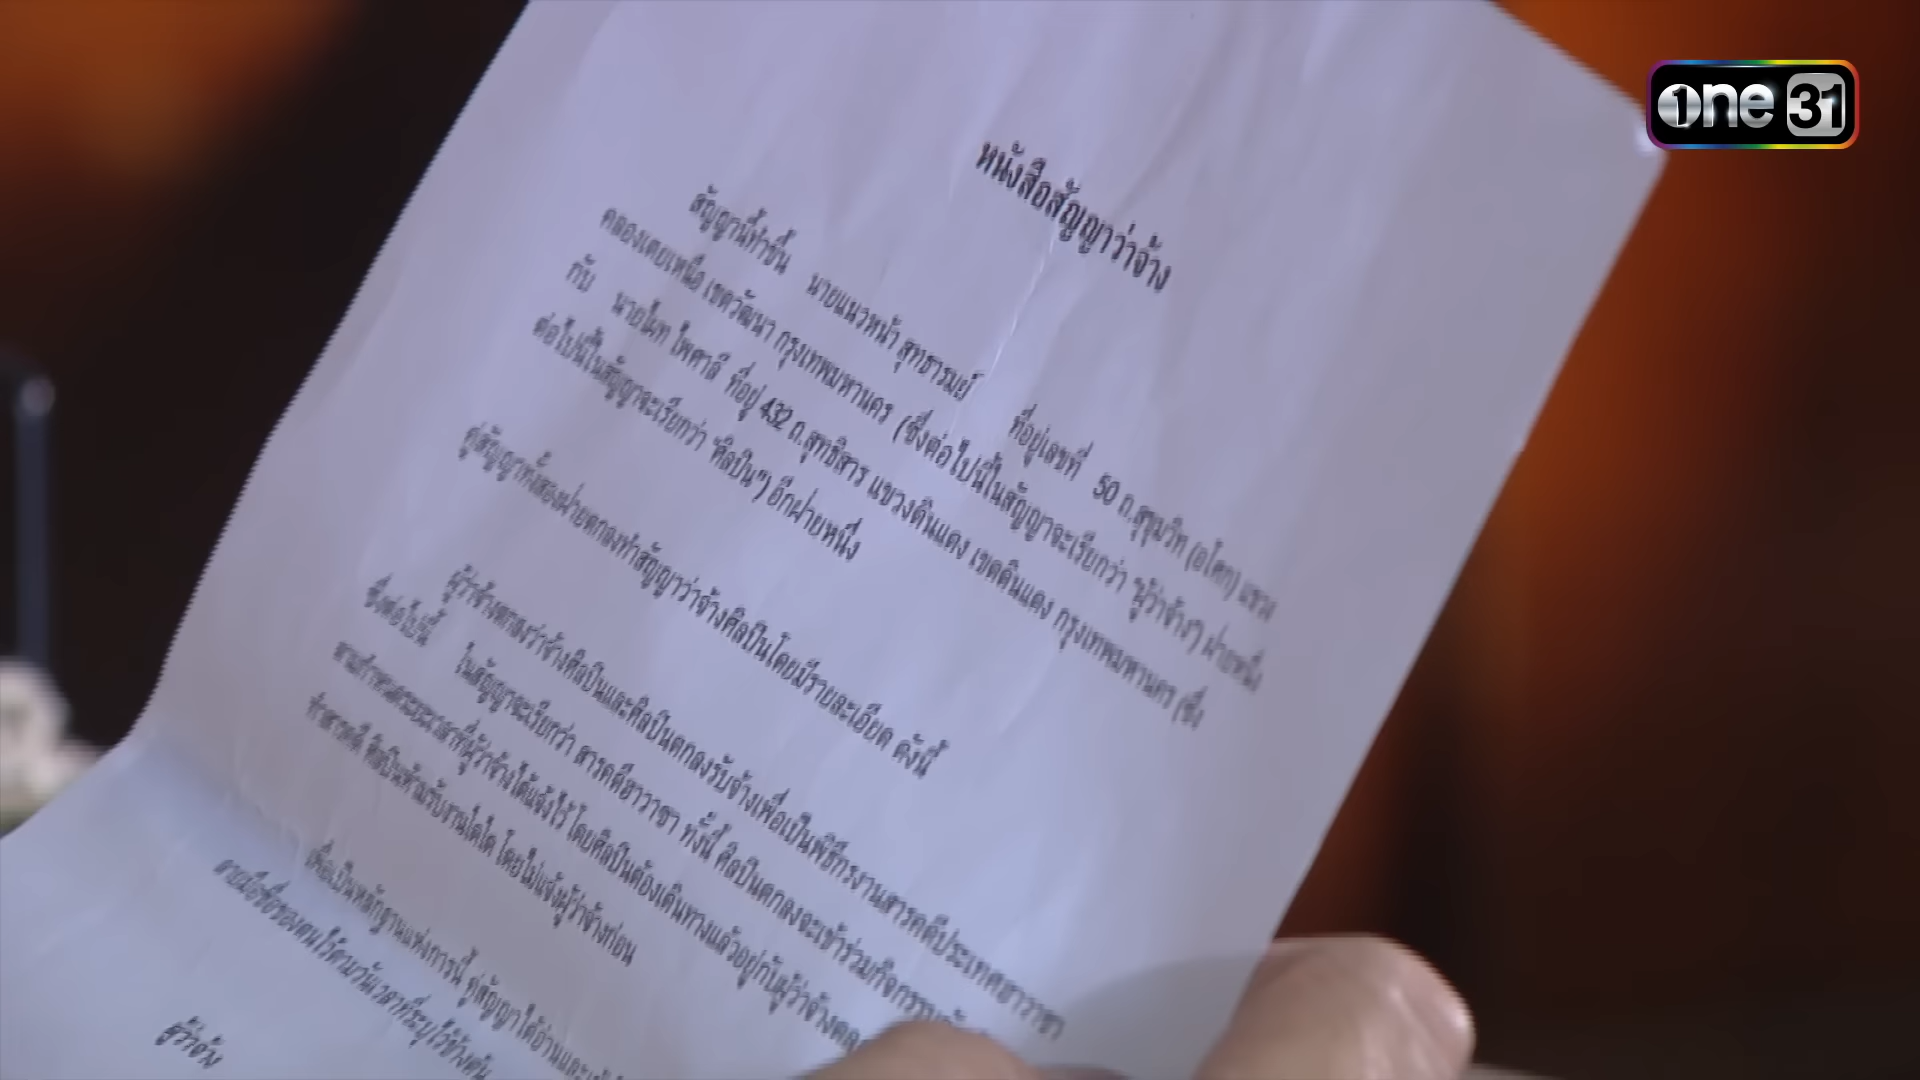 one 31
หนังสือสัญญาว่าจ้าง
สัญญานี้ทำขึ้น นายแนวหน้า สุทธารมย์ ที่อยู่เลขที่ 50 ถ.สุขุมวิท (อโศก) แขวง
คลองเตยเหนือ เขตวัฒนา กรุงเทพมหานคร (ซึ่งต่อไปนี้ในสัญญาจะเรียกว่า "ผู้ว่าจ้าง") ฝ่ายหนึ่ง
กับ นายไผท ไพศาลี ที่อยู่ 432 ถ.สุทธิสาร แขวงดินแดง เขตดินแดง กรุงเทพมหานคร (ซึ่ง
ต่อไปนี้ในสัญญาจะเรียกว่า "ศิลปิน") อีกฝ่ายหนึ่ง
คู่สัญญาทั้งสองฝ่ายตกลงทำสัญญาว่าจ้างศิลปินโดยมีรายละเอียด ดังนี้
ผู้ว่าจ้างตกลงว่าจ้างศิลปินและศิลปินตกลงรับจ้างเพื่อเป็นพิธีกรงานสารคดีประเทศฮาวาชา
ซึ่งต่อไปนี้ ในสัญญาจะเรียกว่า สารคดีฮาวาชา ทั้งนี้ ศิลปินตกลงจะเข้าร่วมกิจกรรม
ตามกำหนดระยะเวลาที่ผู้ว่าจ้างได้แจ้งไว้ โดยศิลปินต้องเดินทางแล้วอยู่กับผู้ว่าจ้างตลอ
ทำสารคดี ศิลปินห้ามรับงานใดใด โดยไม่แจ้งผู้ว่าจ้างก่อน
เพื่อเป็นหลักฐานแห่งการนี้ คู่สัญญาได้อ่านและเข้า
ลายมือชื่อของตนไว้ตามวันเวลาที่ระบุไว้ข้างต้น
ผู้ว่าจ้าง